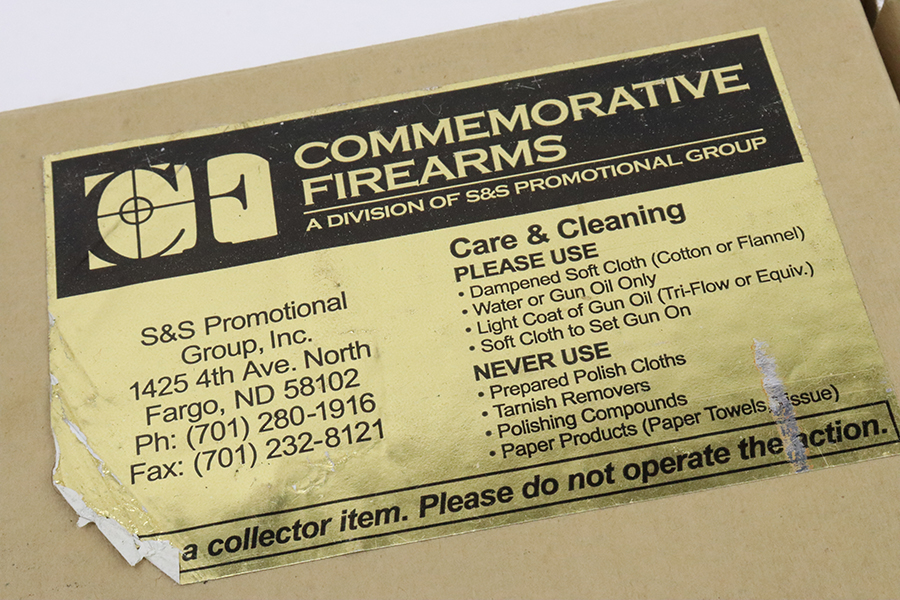 CF
COMMEMORATIVE
FIREARMS
A DIVISION OF S&S PROMOTIONAL GROUP
S&S Promotional
Group, Inc.
1425 4th Ave. North
Fargo, ND 58102
Ph: (701) 280-1916
Fax: (701) 232-8121
Care & Cleaning
PLEASE USE
• Dampened Soft Cloth (Cotton or Flannel)
• Water or Gun Oil Only
• Light Coat of Gun Oil (Tri-Flow or Equiv.)
• Soft Cloth to Set Gun On
NEVER USE
• Prepared Polish Cloths
• Tarnish Removers
• Polishing Compounds
• Paper Products (Paper Towels, Tissue)
a collector item. Please do not operate the action.